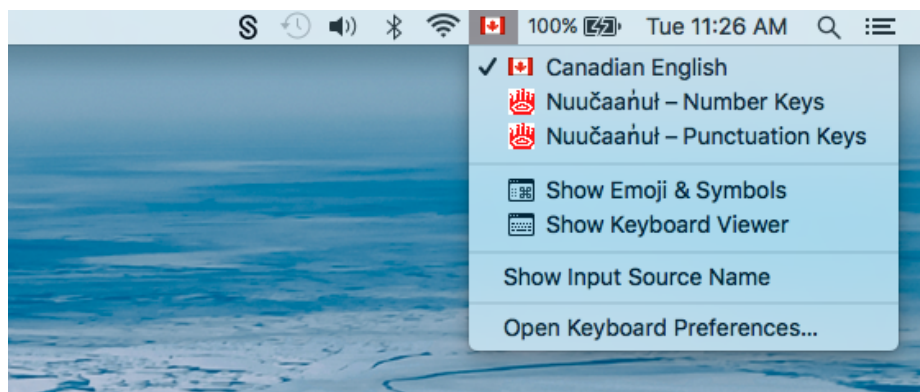 100% Tue 11:26 AM
Canadian English
Nuučaan̓uł – Number Keys
Nuučaan̓uł – Punctuation Keys
Show Emoji & Symbols
Show Keyboard Viewer
Show Input Source Name
Open Keyboard Preferences...